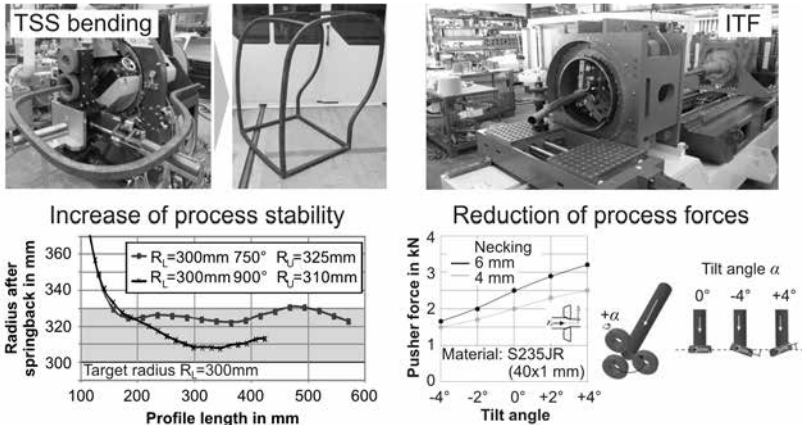 TSS bending
ITF
Increase of process stability
Radius after
springback in mm
360
340
320
300
R_L=300mm 750° R_U=325mm
R_L=300mm 900° R_U=310mm
Target radius R_L=300mm
0 100 200 300 400 500 600
Profile length in mm
Reduction of process forces
Pusher force in kN
4
3
2
1
0
Necking
6 mm
4 mm
Material: S235JR
(40x1 mm)
-4° -2° 0° +2° +4°
Tilt angle
+α
Tilt angle α
0° -4° +4°